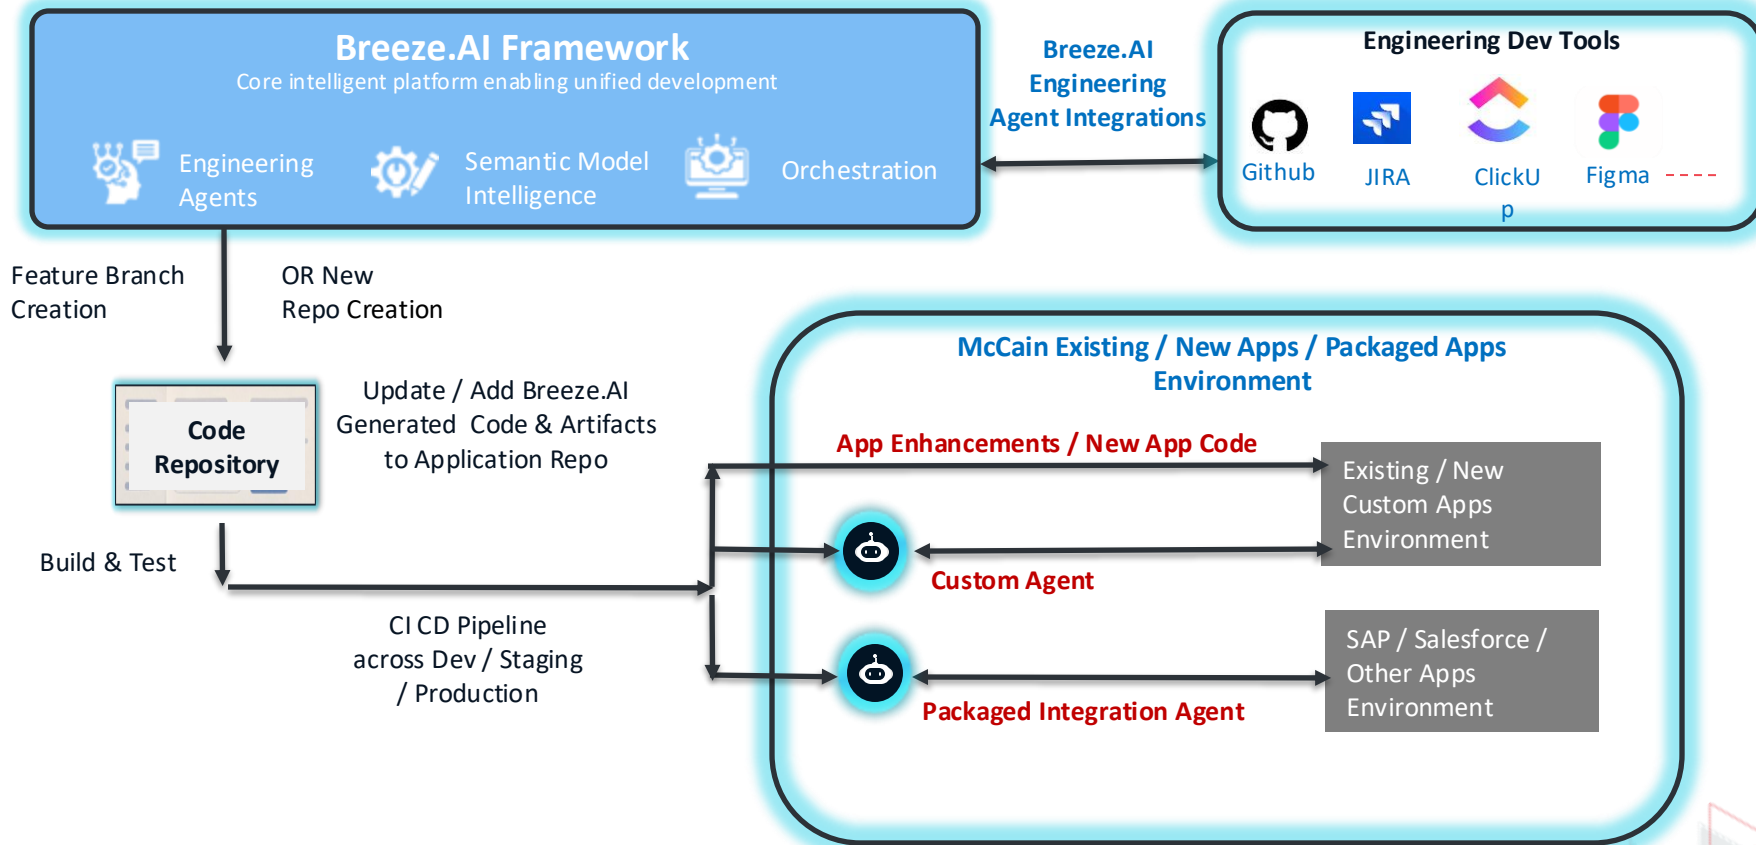 Breeze.AI Framework
Core intelligent platform enabling unified development
Engineering
Agents
Semantic Model
Intelligence
Orchestration
Breeze.AI
Engineering
Agent Integrations
Engineering Dev Tools
Github
JIRA
ClickU
p
Figma
Feature Branch
Creation
OR New
Repo Creation
Code
Repository
Update / Add Breeze.AI
Generated Code & Artifacts
to Application Repo
Build & Test
CI CD Pipeline
across Dev / Staging
/ Production
McCain Existing / New Apps / Packaged Apps
Environment
App Enhancements / New App Code
Existing / New
Custom Apps
Environment
Custom Agent
SAP / Salesforce /
Other Apps
Environment
Packaged Integration Agent